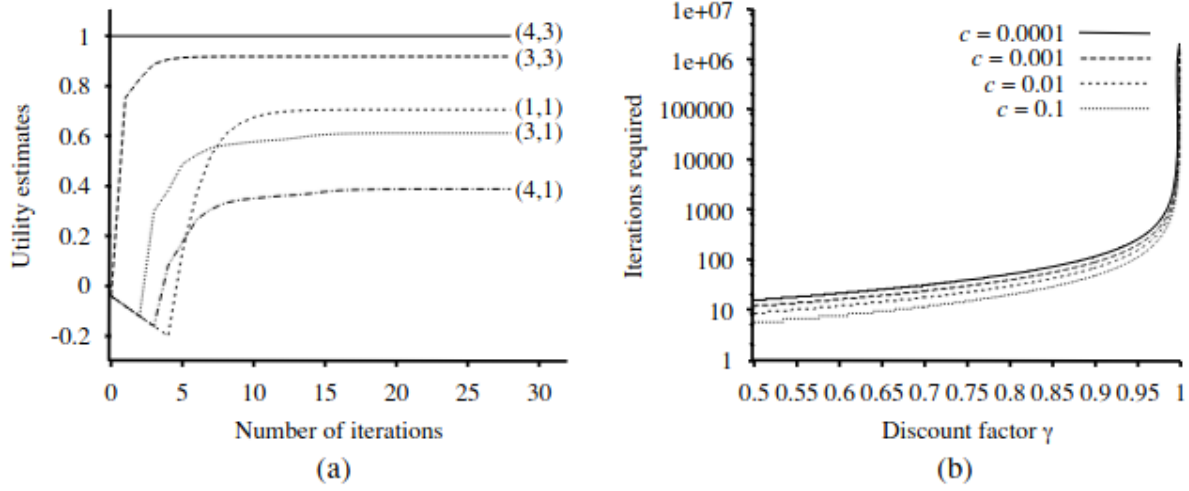 1
0.8
0.6
0.4
0.2
0
-0.2
Utility estimates
(4,3)
(3,3)
(1,1)
(3,1)
(4,1)
0 5 10 15 20 25 30
Number of iterations
(a)
1e+07
1e+06
100000
10000
1000
100
10
1
Iterations required
c = 0.0001
c = 0.001
c = 0.01
c = 0.1
0.5 0.55 0.6 0.65 0.7 0.75 0.8 0.85 0.9 0.95 1
Discount factor γ
(b)